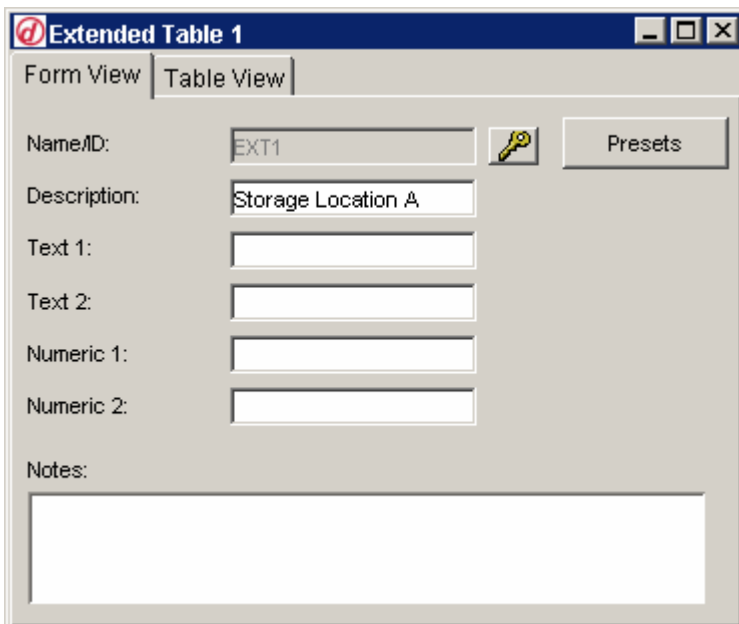 Extended Table 1
Form View Table View
Name/ID: EXT1 Presets
Description: Storage Location A
Text 1:
Text 2:
Numeric 1:
Numeric 2:
Notes: